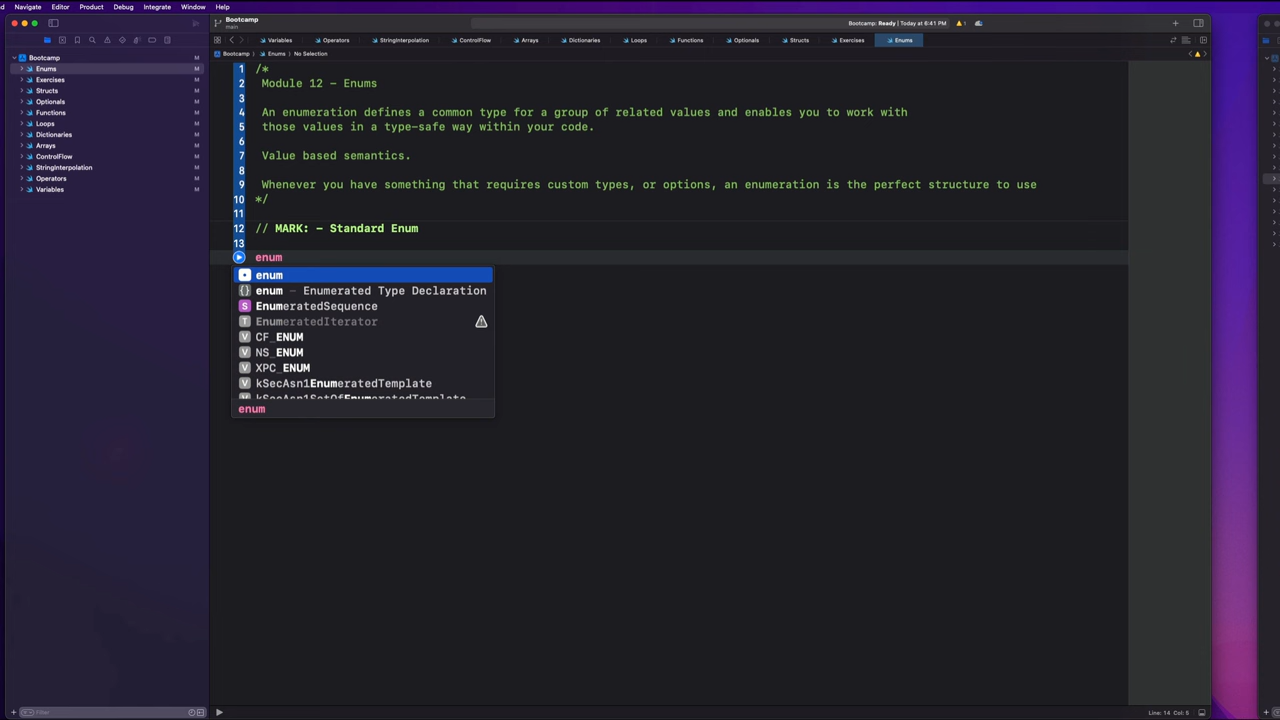 Navigate Editor Product Debug Integrate Window Help
Bootcamp
main
Bootcamp: Ready | Today at 6:41 PM
1
Variables Operators StringInterpolation ControlFlow Arrays Dictionaries Loops Functions Optionals Structs Exercises Enums
Bootcamp Enums No Selection
Bootcamp M
Enums M
Exercises M
Structs M
Optionals M
Functions M
Loops M
Dictionaries M
Arrays M
ControlFlow M
StringInterpolation M
Operators M
Variables M
1 /*
2 Module 12 - Enums
3
4 An enumeration defines a common type for a group of related values and enables you to work with
5 those values in a type-safe way within your code.
6
7 Value based semantics.
8
9 Whenever you have something that requires custom types, or options, an enumeration is the perfect structure to use
10 */
11
12 // MARK: - Standard Enum
13
enum
enum
{} enum - Enumerated Type Declaration
S EnumeratedSequence
T EnumeratedIterator
V CF_ENUM
V NS_ENUM
V XPC_ENUM
V kSecAsn1EnumeratedTemplate
kSecAsn1SetOfEnumeratedTemplate
enum
Filter
Line: 14 Col: 5